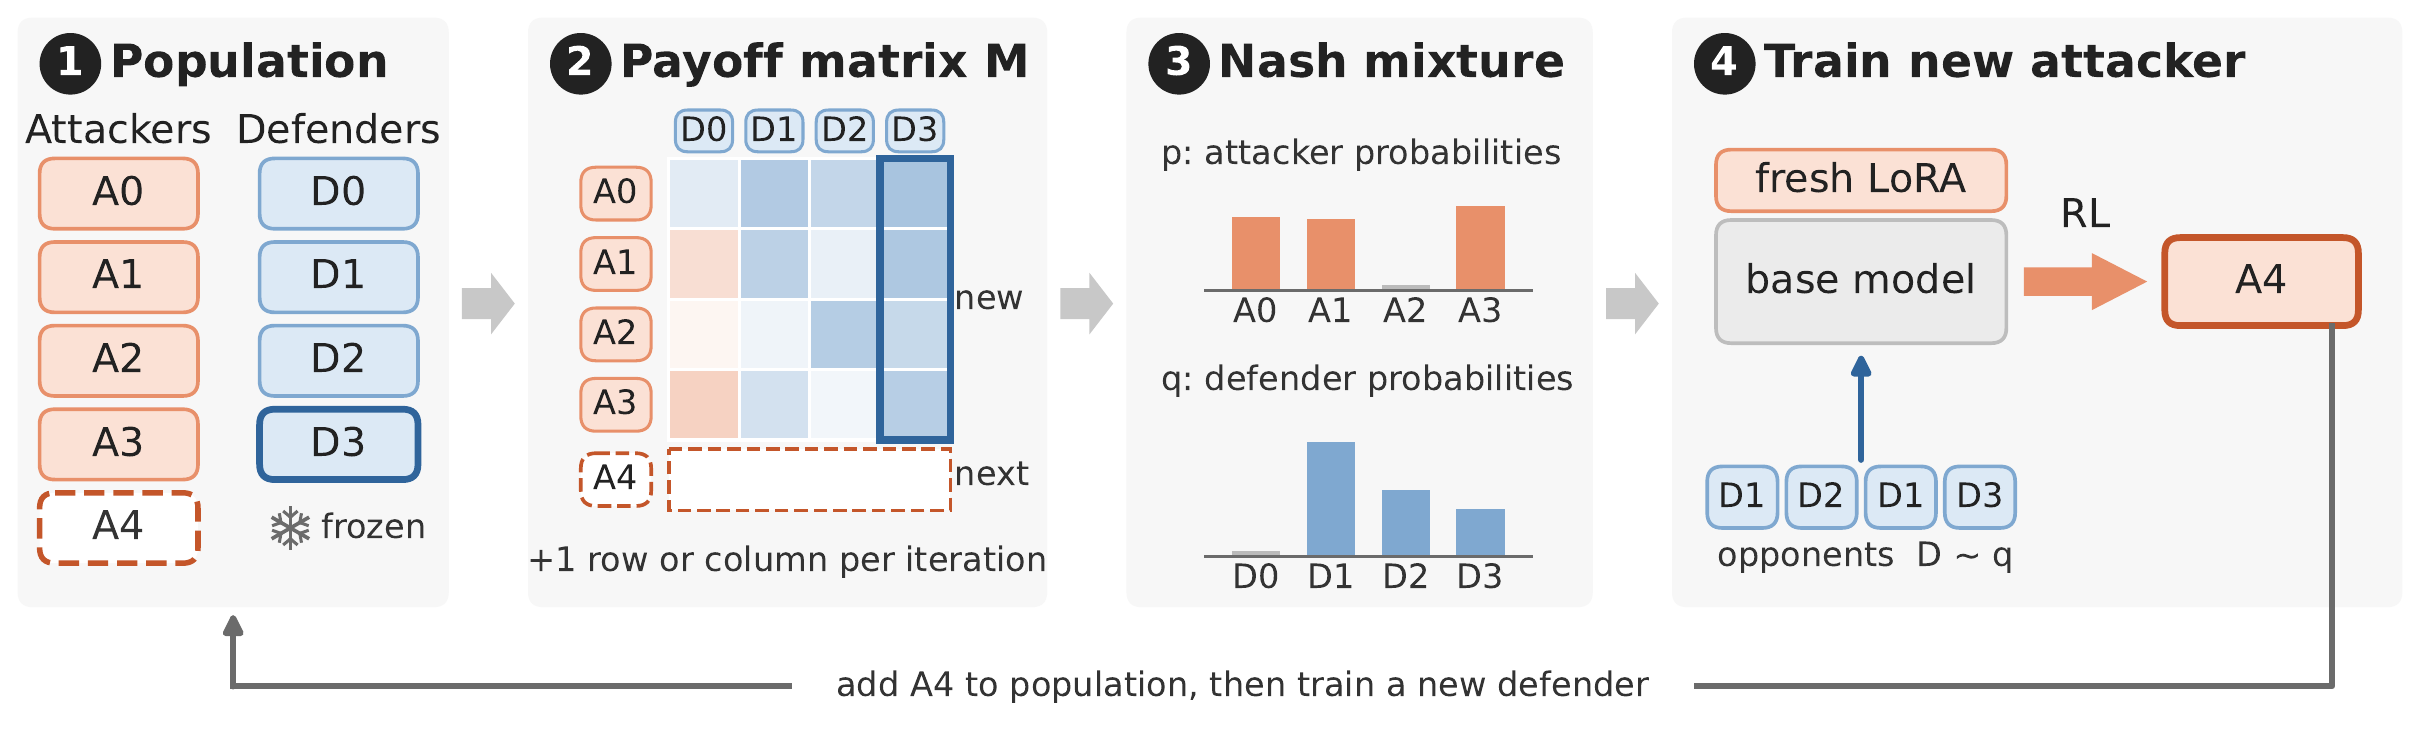 1 Population
Attackers Defenders
A0 D0
A1 D1
A2 D2
A3 D3
A4 frozen
2 Payoff matrix M
D0 D1 D2 D3
A0
A1
new
A2
A3
A4 next
+1 row or column per iteration
3 Nash mixture
p: attacker probabilities
A0 A1 A2 A3
q: defender probabilities
D0 D1 D2 D3
4 Train new attacker
fresh LoRA
RL
base model A4
D1 D2 D1 D3
opponents D ~ q
add A4 to population, then train a new defender